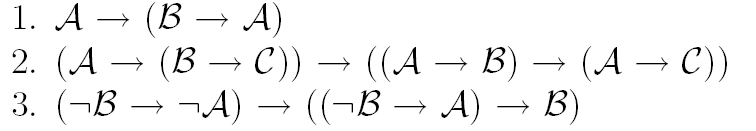 1. 𝒜 → (ℬ → 𝒜)
2. (𝒜 → (ℬ → 𝒞)) → ((𝒜 → ℬ) → (𝒜 → 𝒞))
3. (¬ℬ → ¬𝒜) → ((¬ℬ → 𝒜) → ℬ)